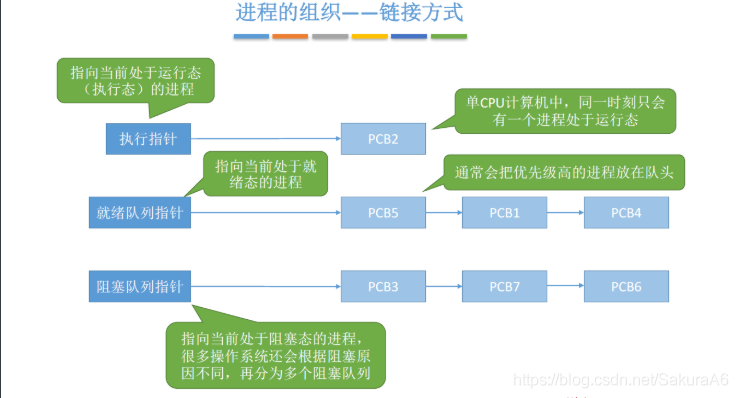 进程的组织——链接方式
指向当前处于运行态
（执行态）的进程
单CPU计算机中，同一时刻只会
有一个进程处于运行态
执行指针
PCB2
指向当前处于就
绪态的进程
通常会把优先级高的进程放在队头
就绪队列指针
PCB5
PCB1
PCB4
阻塞队列指针
PCB3
PCB7
PCB6
指向当前处于阻塞态的进程，
很多操作系统还会根据阻塞原
因不同，再分为多个阻塞队列
https://blog.csdn.net/SakuraA6